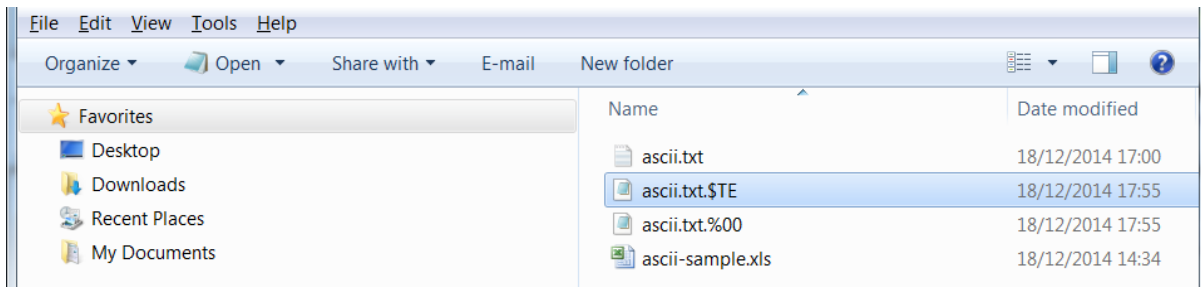 File Edit View Tools Help
Organize Open Share with E-mail New folder
Favorites
Desktop
Downloads
Recent Places
My Documents
Name Date modified
ascii.txt 18/12/2014 17:00
ascii.txt.$TE 18/12/2014 17:55
ascii.txt.%00 18/12/2014 17:55
ascii-sample.xls 18/12/2014 14:34